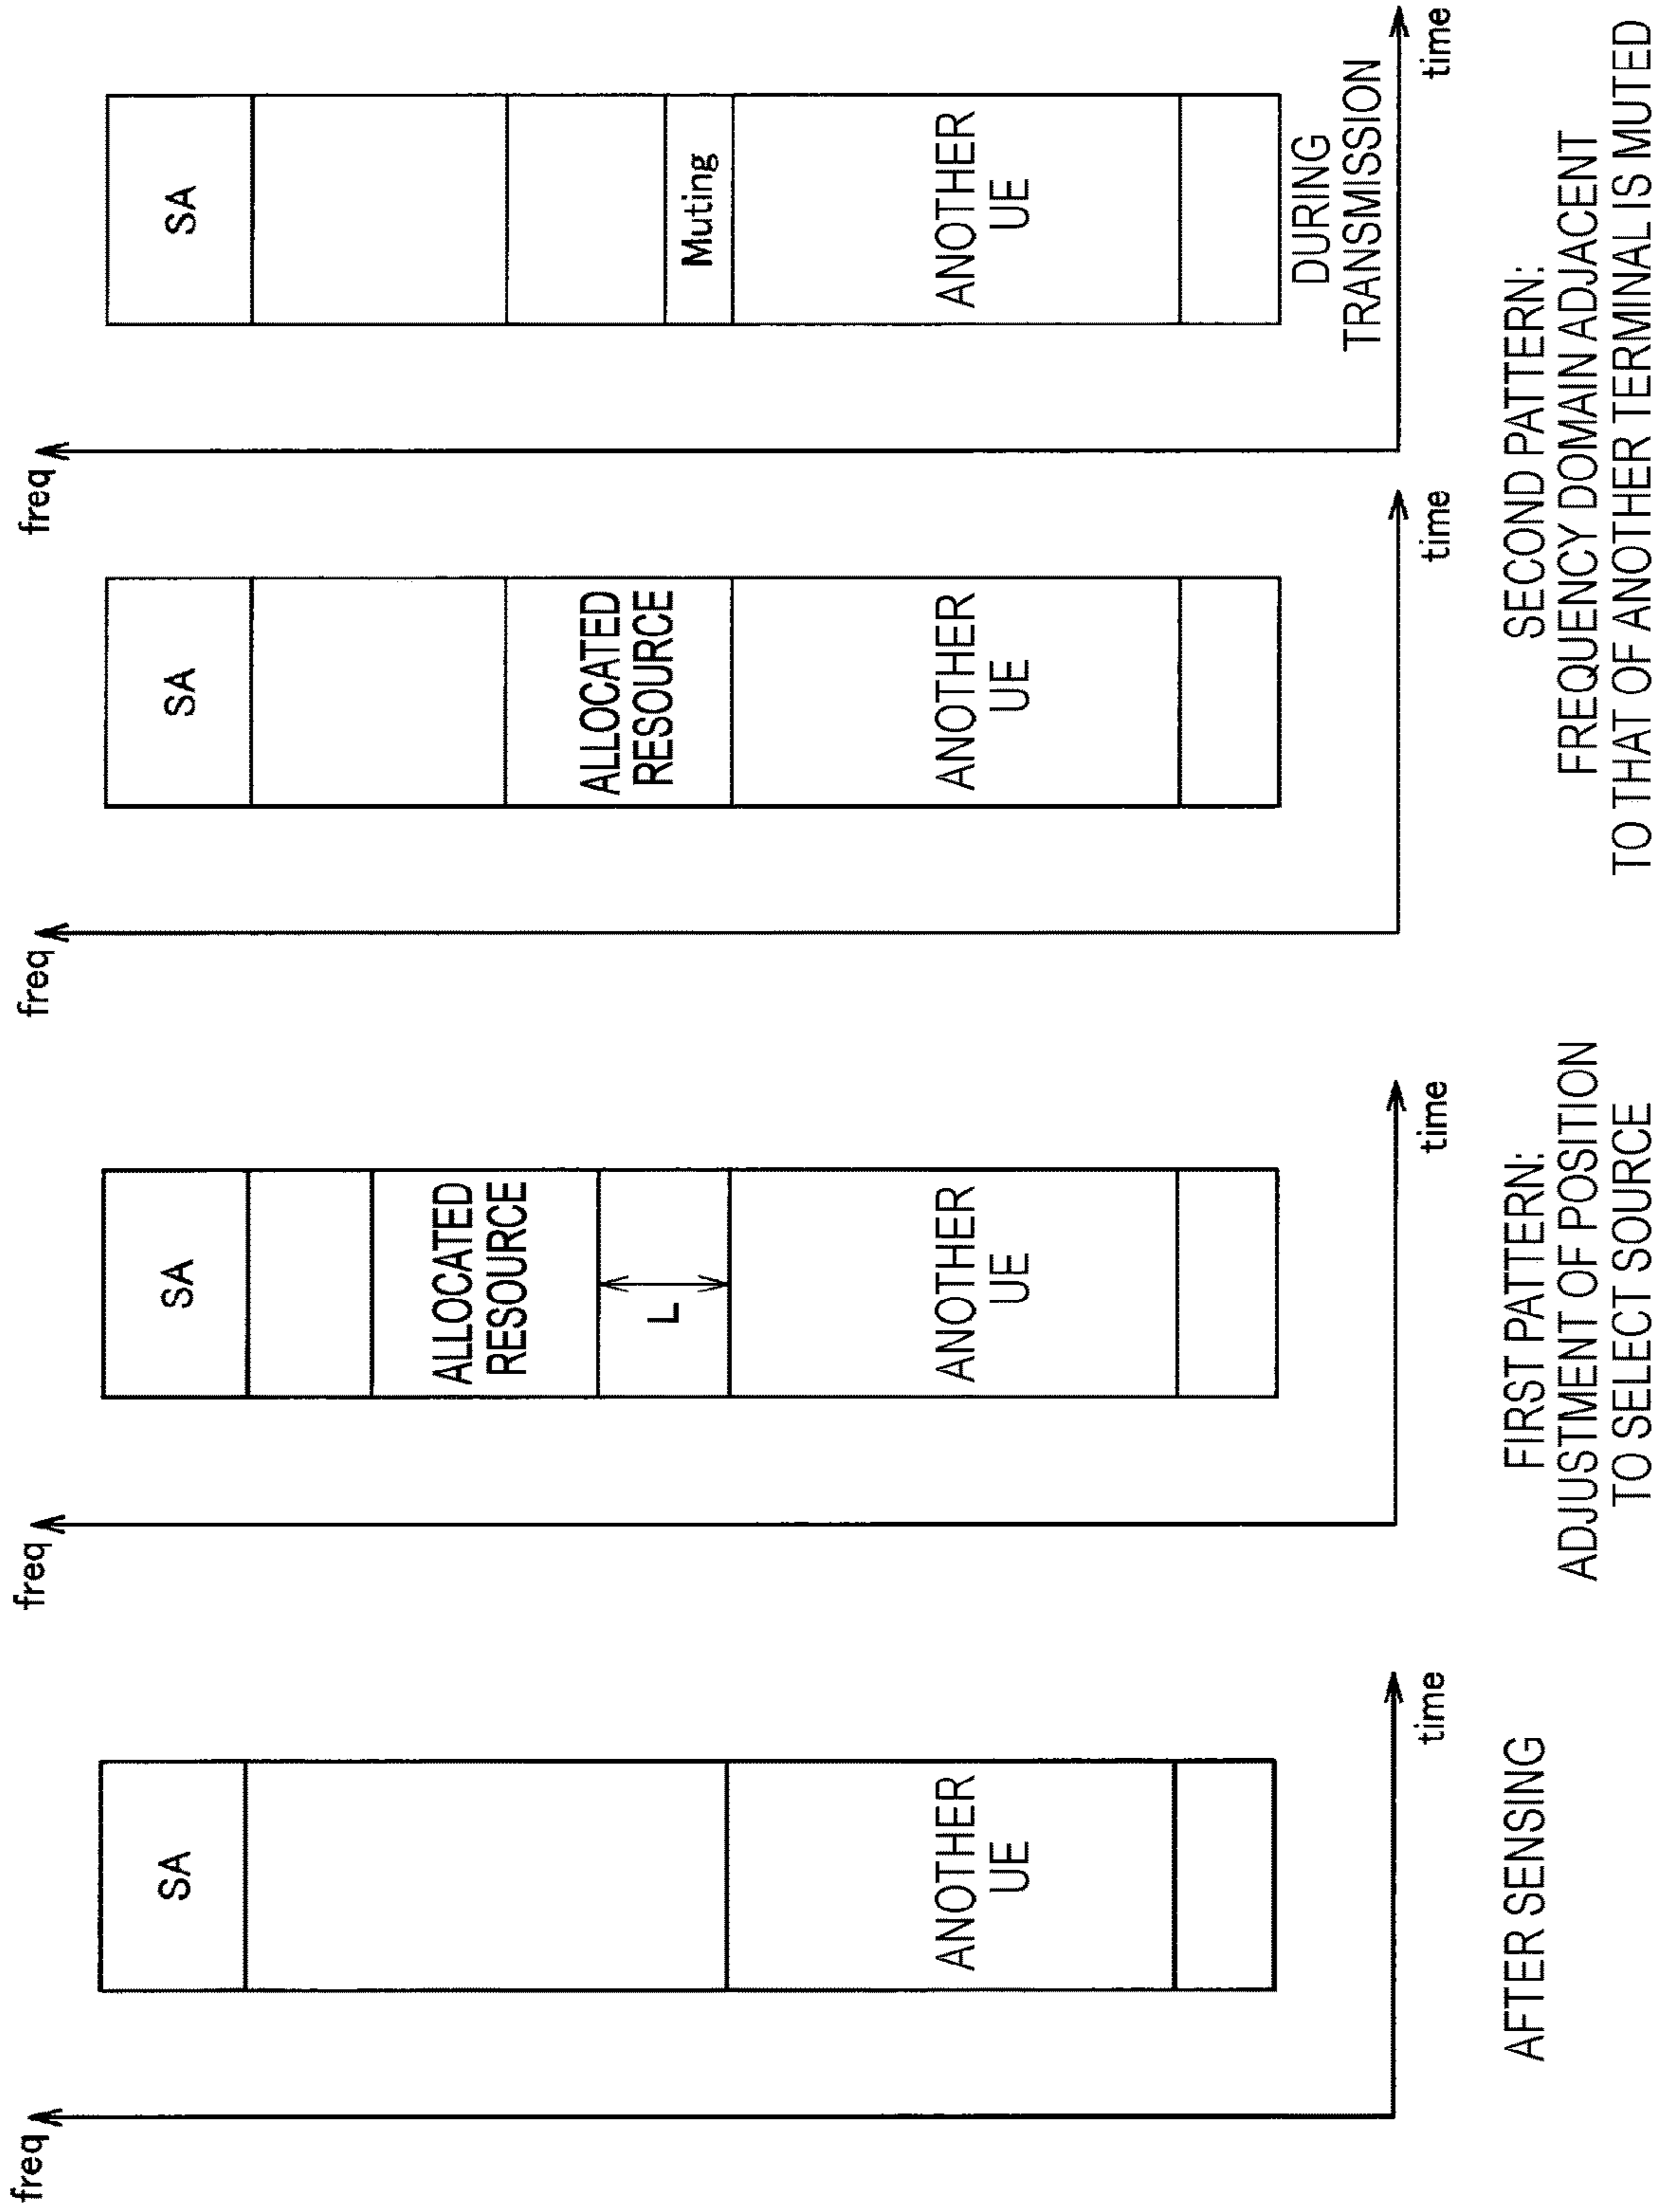 freq
SA
ANOTHER
UE
time
AFTER SENSING
freq
SA
ALLOCATED
RESOURCE
L
ANOTHER
UE
time
FIRST PATTERN:
ADJUSTMENT OF POSITION
TO SELECT SOURCE
freq
SA
ALLOCATED
RESOURCE
ANOTHER
UE
time
freq
SA
Muting
ANOTHER
UE
DURING
TRANSMISSION
time
SECOND PATTERN:
FREQUENCY DOMAIN ADJACENT
TO THAT OF ANOTHER TERMINAL IS MUTED